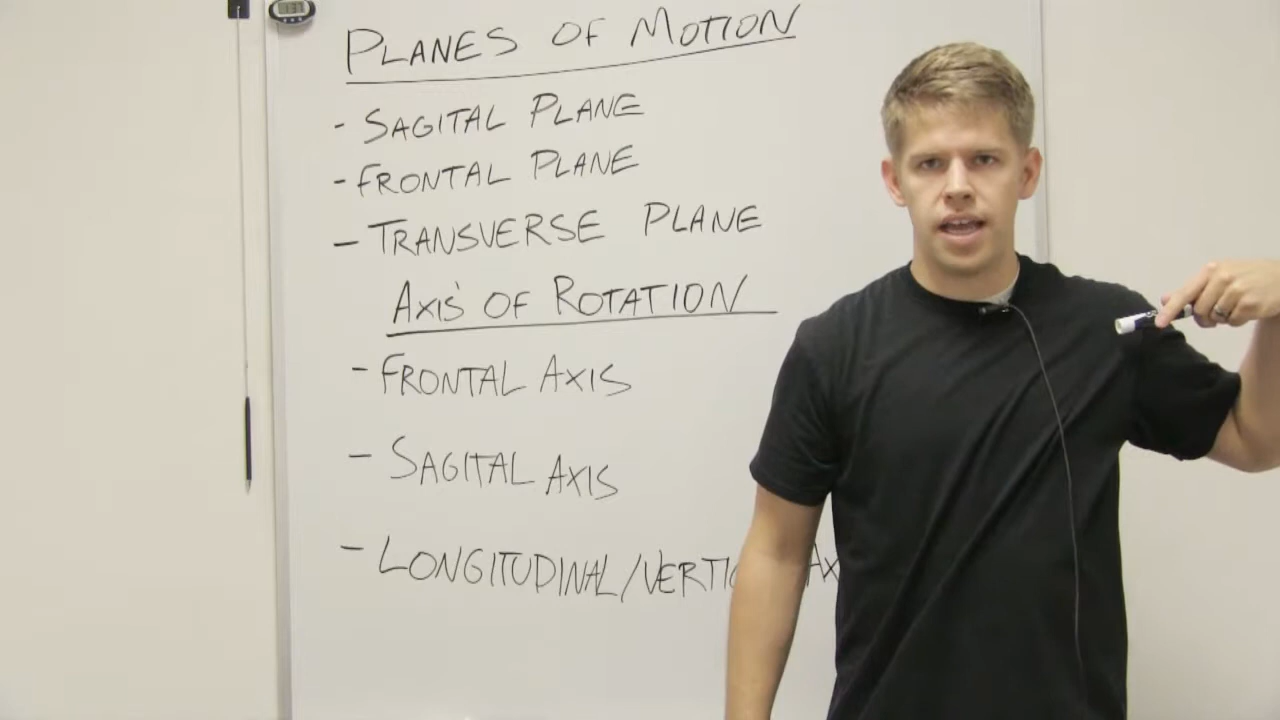 PLANES OF MOTION
- SAGITAL PLANE
- FRONTAL PLANE
- TRANSVERSE PLANE
AXIS' OF ROTATION
- FRONTAL AXIS
- SAGITAL AXIS
- LONGITUDINAL/